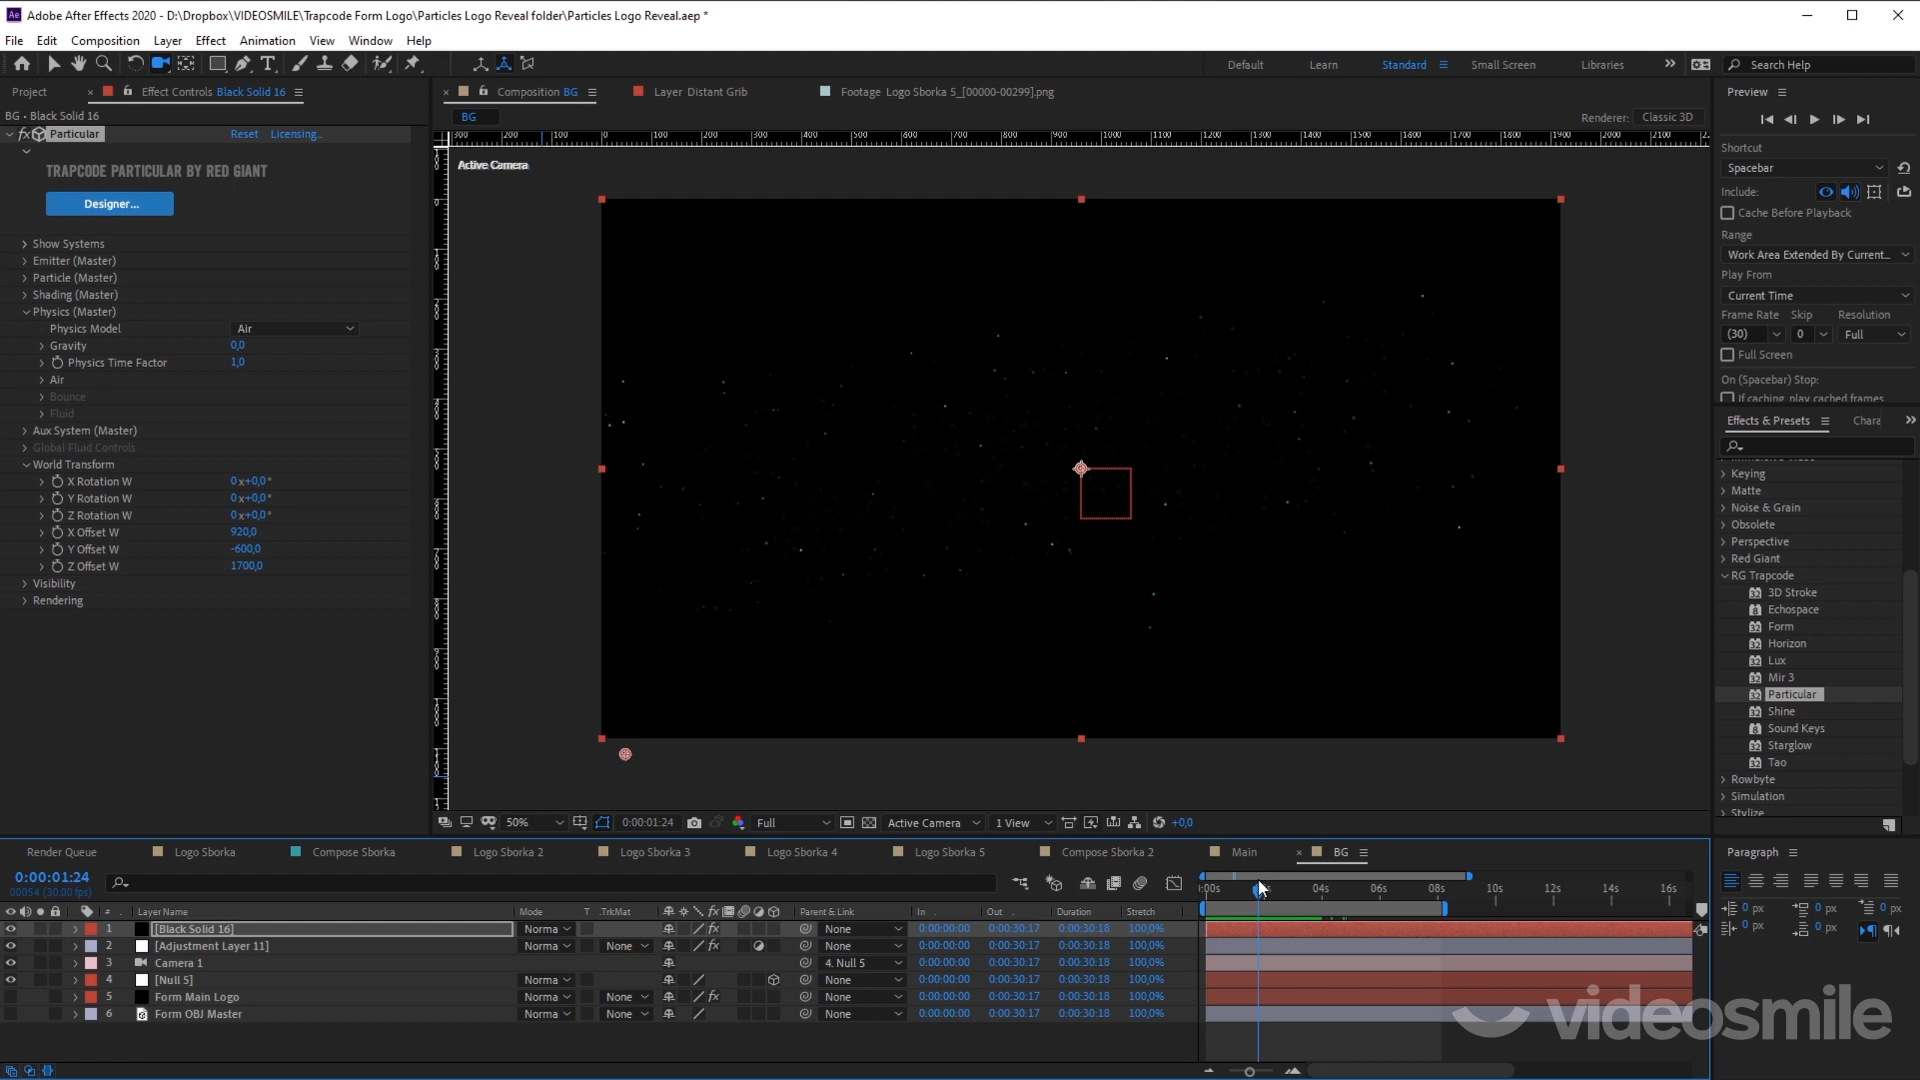 Adobe After Effects 2020 - D:\Dropbox\VIDEOSMILE\Trapcode Form Logo\Particles Logo Reveal folder\Particles Logo Reveal.aep *
File Edit Composition Layer Effect Animation View Window Help
Default Learn Standard Small Screen Libraries Search Help
Project Effect Controls Black Solid 16 Composition BG Layer Distant Grib Footage Logo Sborka 5_[00000-00299].png Preview
BG • Black Solid 16
BG Renderer: Classic 3D
Particular Reset Licensing...
TRAPCODE PARTICULAR BY RED GIANT
Designer...
Show Systems
Emitter (Master)
Particle (Master)
Shading (Master)
Physics (Master)
Physics Model Air
Gravity 0,0
Physics Time Factor 1,0
Air
Bounce
Fluid
Aux System (Master)
Global Fluid Controls
World Transform
X Rotation W 0x+0,0°
Y Rotation W 0x+0,0°
Z Rotation W 0x+0,0°
X Offset W 920,0
Y Offset W -600,0
Z Offset W 1700,0
Visibility
Rendering
Active Camera
Shortcut
Spacebar
Include:
Cache Before Playback
Range
Work Area Extended By Current...
Play From
Current Time
Frame Rate Skip Resolution
(30) 0 Full
Full Screen
On (Spacebar) Stop:
If caching, play cached frames
Effects & Presets Chara
Keying
Matte
Noise & Grain
Obsolete
Perspective
Red Giant
RG Trapcode
3D Stroke
Echospace
Form
Horizon
Lux
Mir 3
Particular
Shine
Sound Keys
Starglow
Tao
Rowbyte
Simulation
Stylize
50% 0:00:01:24 Full Active Camera 1 View +0,0
Render Queue Logo Sborka Compose Sborka Logo Sborka 2 Logo Sborka 3 Logo Sborka 4 Logo Sborka 5 Compose Sborka 2 Main BG
Paragraph
0:00:01:24
00054 (30.00 fps)
04s 06s 08s 10s 12s 14s 16s
0 px 0 px 0 px
0 px 0 px
# Layer Name Mode T .TrkMat Parent & Link In Out Duration Stretch
1 [Black Solid 16] Norma None 0:00:00:00 0:00:30:17 0:00:30:18 100,0%
2 [Adjustment Layer 11] Norma None None 0:00:00:00 0:00:30:17 0:00:30:18 100,0%
3 Camera 1 4. Null 5 0:00:00:00 0:00:30:17 0:00:30:18 100,0%
4 [Null 5] Norma None 0:00:00:00 0:00:30:17 0:00:30:18 100,0%
5 Form Main Logo Norma None None 0:00:00:00 0:00:30:17 0:00:30:18 100,0%
6 Form OBJ Master Norma None None 0:00:00:00 0:00:30:17 0:00:30:18 100,0%
videosmile